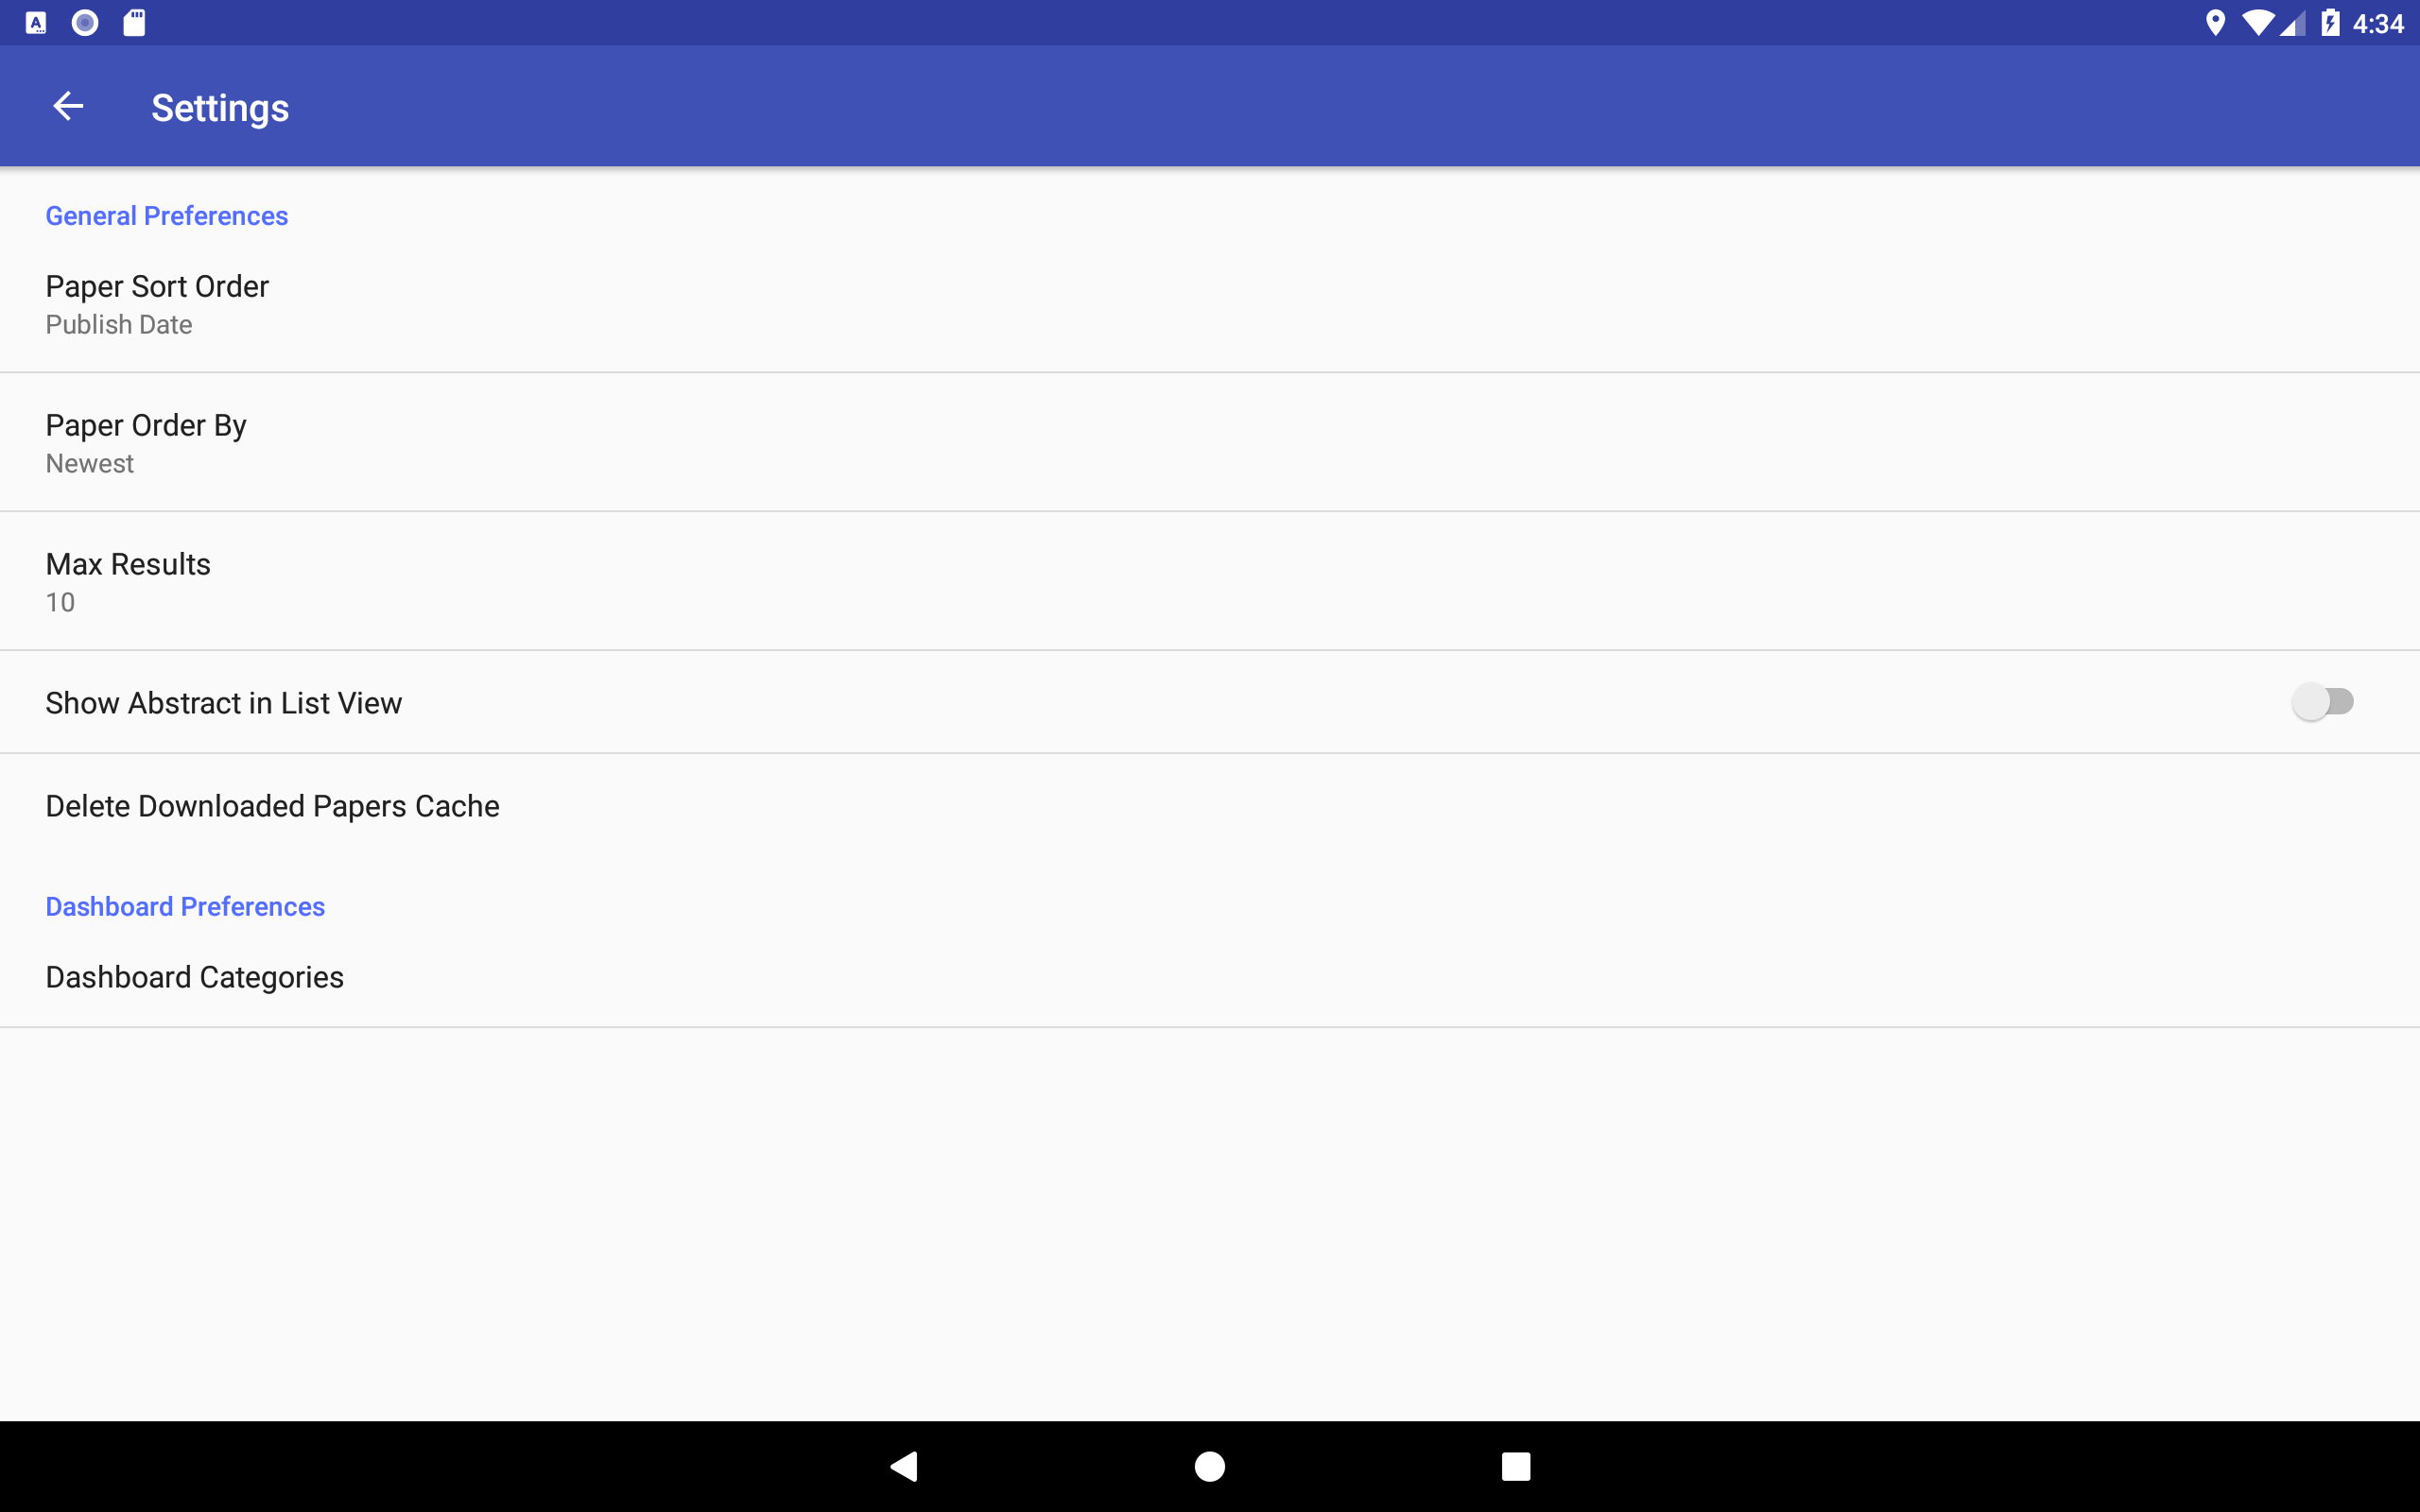 4:34
Settings
General Preferences
Paper Sort Order
Publish Date
Paper Order By
Newest
Max Results
10
Show Abstract in List View
Delete Downloaded Papers Cache
Dashboard Preferences
Dashboard Categories